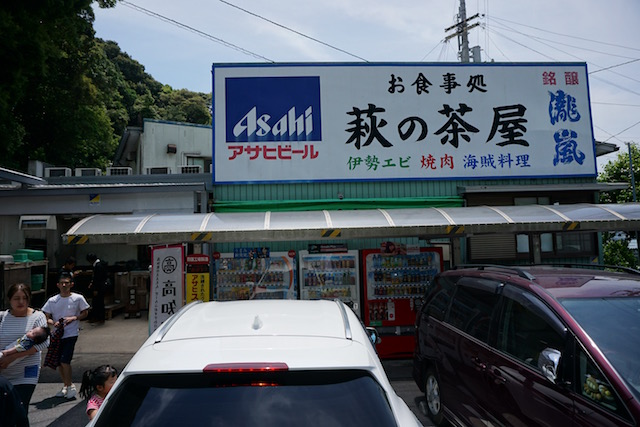 お食事処
銘醸
Asahi
アサヒビール
萩の茶屋
瀧嵐
伊勢エビ 焼肉 海賊料理